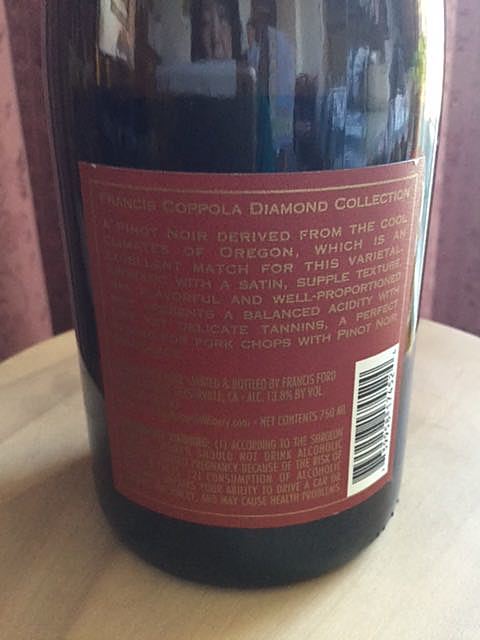 FRANCIS COPPOLA DIAMOND COLLECTION
A PINOT NOIR DERIVED FROM THE COOL
CLIMATES OF OREGON, WHICH IS AN
EXCELLENT MATCH FOR THIS VARIETAL.
WITH A SATIN, SUPPLE TEXTURE,
FLAVORFUL AND WELL-PROPORTIONED
A BALANCED ACIDITY WITH
DELICATE TANNINS, A PERFECT
FOR PORK CHOPS WITH PINOT NOIR
& BOTTLED BY FRANCIS FORD
CA • ALC. 13.8% BY VOL
.com • NET CONTENTS 750 ML
WARNING: (1) ACCORDING TO THE SURGEON
SHOULD NOT DRINK ALCOHOLIC
PREGNANCY BECAUSE OF THE RISK OF
CONSUMPTION OF ALCOHOLIC
YOUR ABILITY TO DRIVE A CAR OR
AND MAY CAUSE HEALTH PROBLEMS